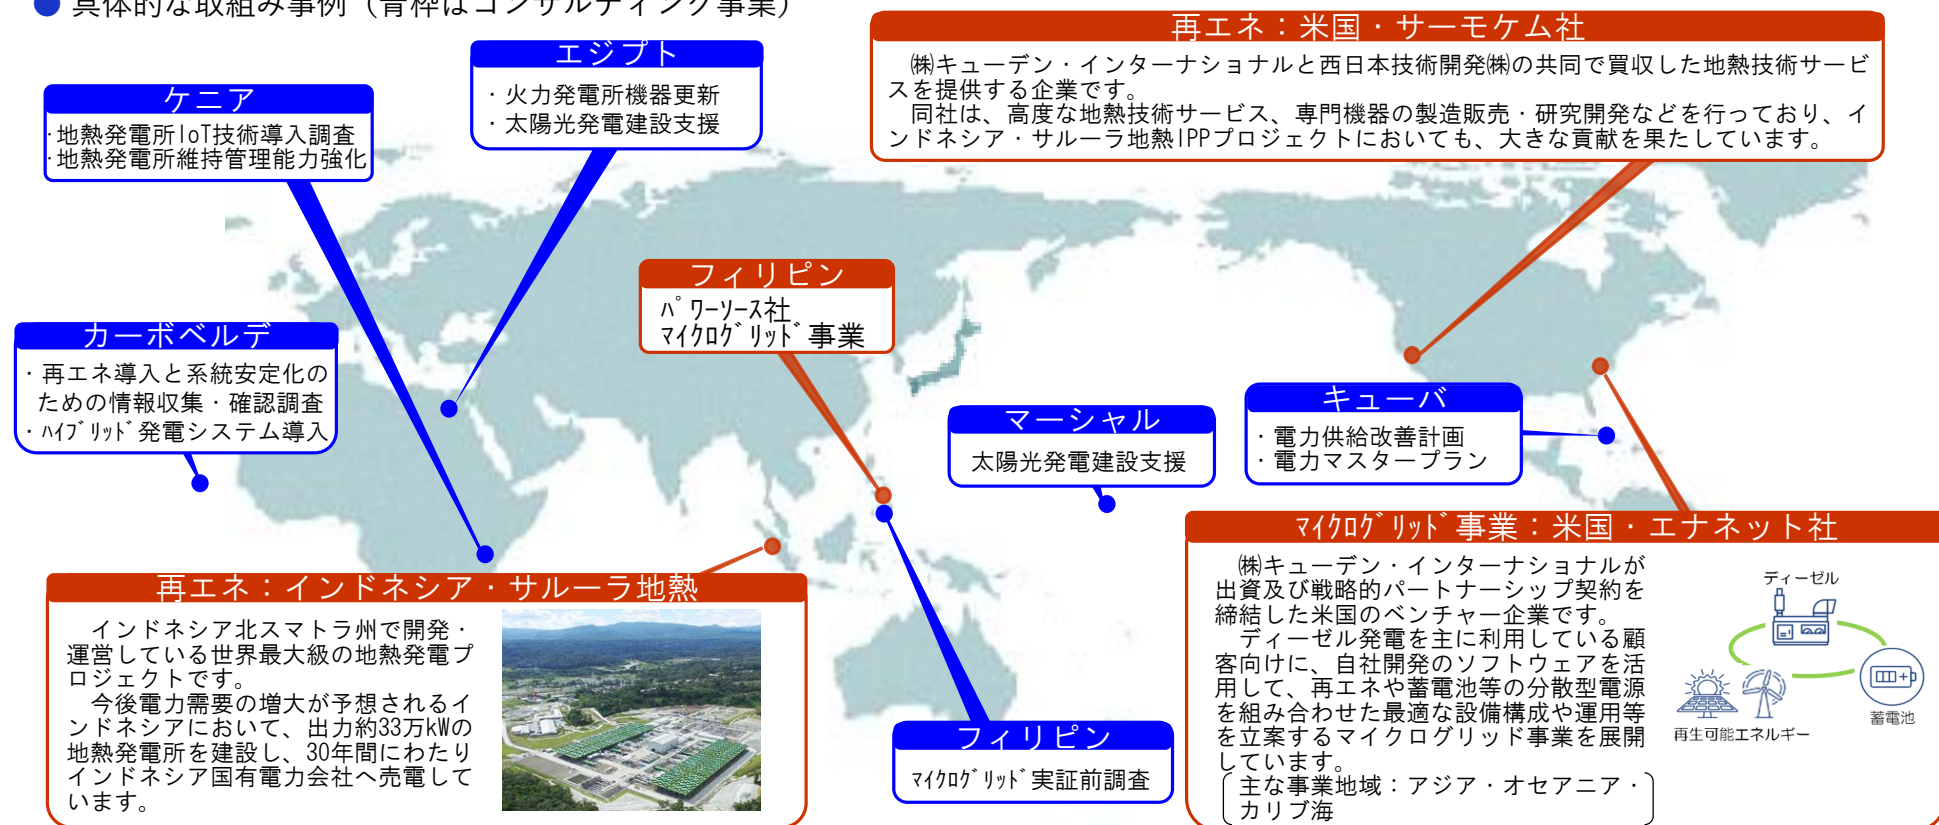 ● 具体的な取組み事例（青枠はコンサルティング事業）
再エネ：米国・サーモケム社
㈱キューデン・インターナショナルと西日本技術開発㈱の共同で買収した地熱技術サービ
スを提供する企業です。
同社は、高度な地熱技術サービス、専門機器の製造販売・研究開発などを行っており、イ
ンドネシア・サルーラ地熱IPPプロジェクトにおいても、大きな貢献を果たしています。
エジプト
・火力発電所機器更新
・太陽光発電建設支援
ケニア
・地熱発電所IoT技術導入調査
・地熱発電所維持管理能力強化
フィリピン
ﾊﾟﾜｰｿｰｽ社
ﾏｲｸﾛｸﾞﾘｯﾄﾞ事業
カーボベルデ
・再エネ導入と系統安定化の
ための情報収集・確認調査
・ﾊｲﾌﾞﾘｯﾄﾞ発電システム導入
マーシャル
太陽光発電建設支援
キューバ
・電力供給改善計画
・電力マスタープラン
再エネ：インドネシア・サルーラ地熱
インドネシア北スマトラ州で開発・
運営している世界最大級の地熱発電プ
ロジェクトです。
今後電力需要の増大が予想されるイ
ンドネシアにおいて、出力約33万kWの
地熱発電所を建設し、30年間にわたり
インドネシア国有電力会社へ売電して
います。
フィリピン
ﾏｲｸﾛｸﾞﾘｯﾄﾞ実証前調査
ﾏｲｸﾛｸﾞﾘｯﾄﾞ事業：米国・エナネット社
㈱キューデン・インターナショナルが
出資及び戦略的パートナーシップ契約を
締結した米国のベンチャー企業です。
ディーゼル発電を主に利用している顧
客向けに、自社開発のソフトウェアを活
用して、再エネや蓄電池等の分散型電源
を組み合わせた最適な設備構成や運用等
を立案するマイクログリッド事業を展開
しています。
主な事業地域：アジア・オセアニア・
カリブ海
ディーゼル
蓄電池
再生可能エネルギー